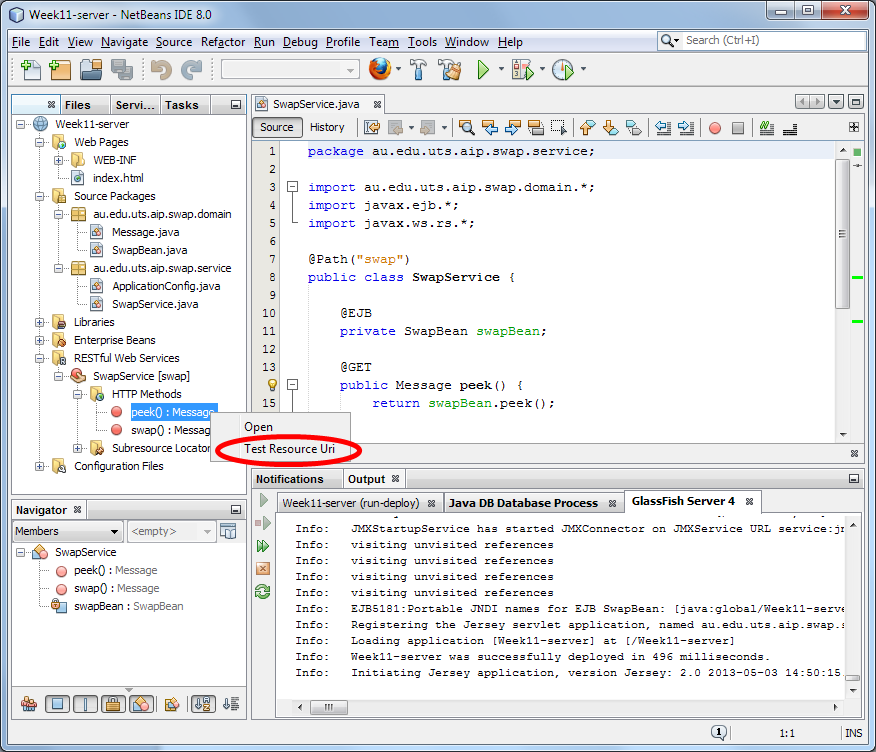 Week11-server - NetBeans IDE 8.0
File Edit View Navigate Source Refactor Run Debug Profile Team Tools Window Help
Search (Ctrl+I)
Files Servi... Tasks
Week11-server
Web Pages
WEB-INF
index.html
Source Packages
au.edu.uts.aip.swap.domain
Message.java
SwapBean.java
au.edu.uts.aip.swap.service
ApplicationConfig.java
SwapService.java
Libraries
Enterprise Beans
RESTful Web Services
SwapService [swap]
HTTP Methods
peek() : Message
swap() : Messag
Subresource Locator
Configuration Files
Open
Test Resource Uri
SwapService.java
Source History
1 package au.edu.uts.aip.swap.service;
2
3 import au.edu.uts.aip.swap.domain.*;
4 import javax.ejb.*;
5 import javax.ws.rs.*;
6
7 @Path("swap")
8 public class SwapService {
9
10 @EJB
11 private SwapBean swapBean;
12
13 @GET
public Message peek() {
15 return swapBean.peek();
Navigator
Members <empty>
SwapService
peek() : Message
swap() : Message
swapBean : SwapBean
Notifications Output
Week11-server (run-deploy) Java DB Database Process GlassFish Server 4
Info: JMXStartupService has started JMXConnector on JMXService URL service:jr
Info: visiting unvisited references
Info: visiting unvisited references
Info: visiting unvisited references
Info: visiting unvisited references
Info: EJB5181:Portable JNDI names for EJB SwapBean: [java:global/Week11-serve
Info: Registering the Jersey servlet application, named au.edu.uts.aip.swap.s
Info: Loading application [Week11-server] at [/Week11-server]
Info: Week11-server was successfully deployed in 496 milliseconds.
Info: Initiating Jersey application, version Jersey: 2.0 2013-05-03 14:50:15.
1 1:1 INS